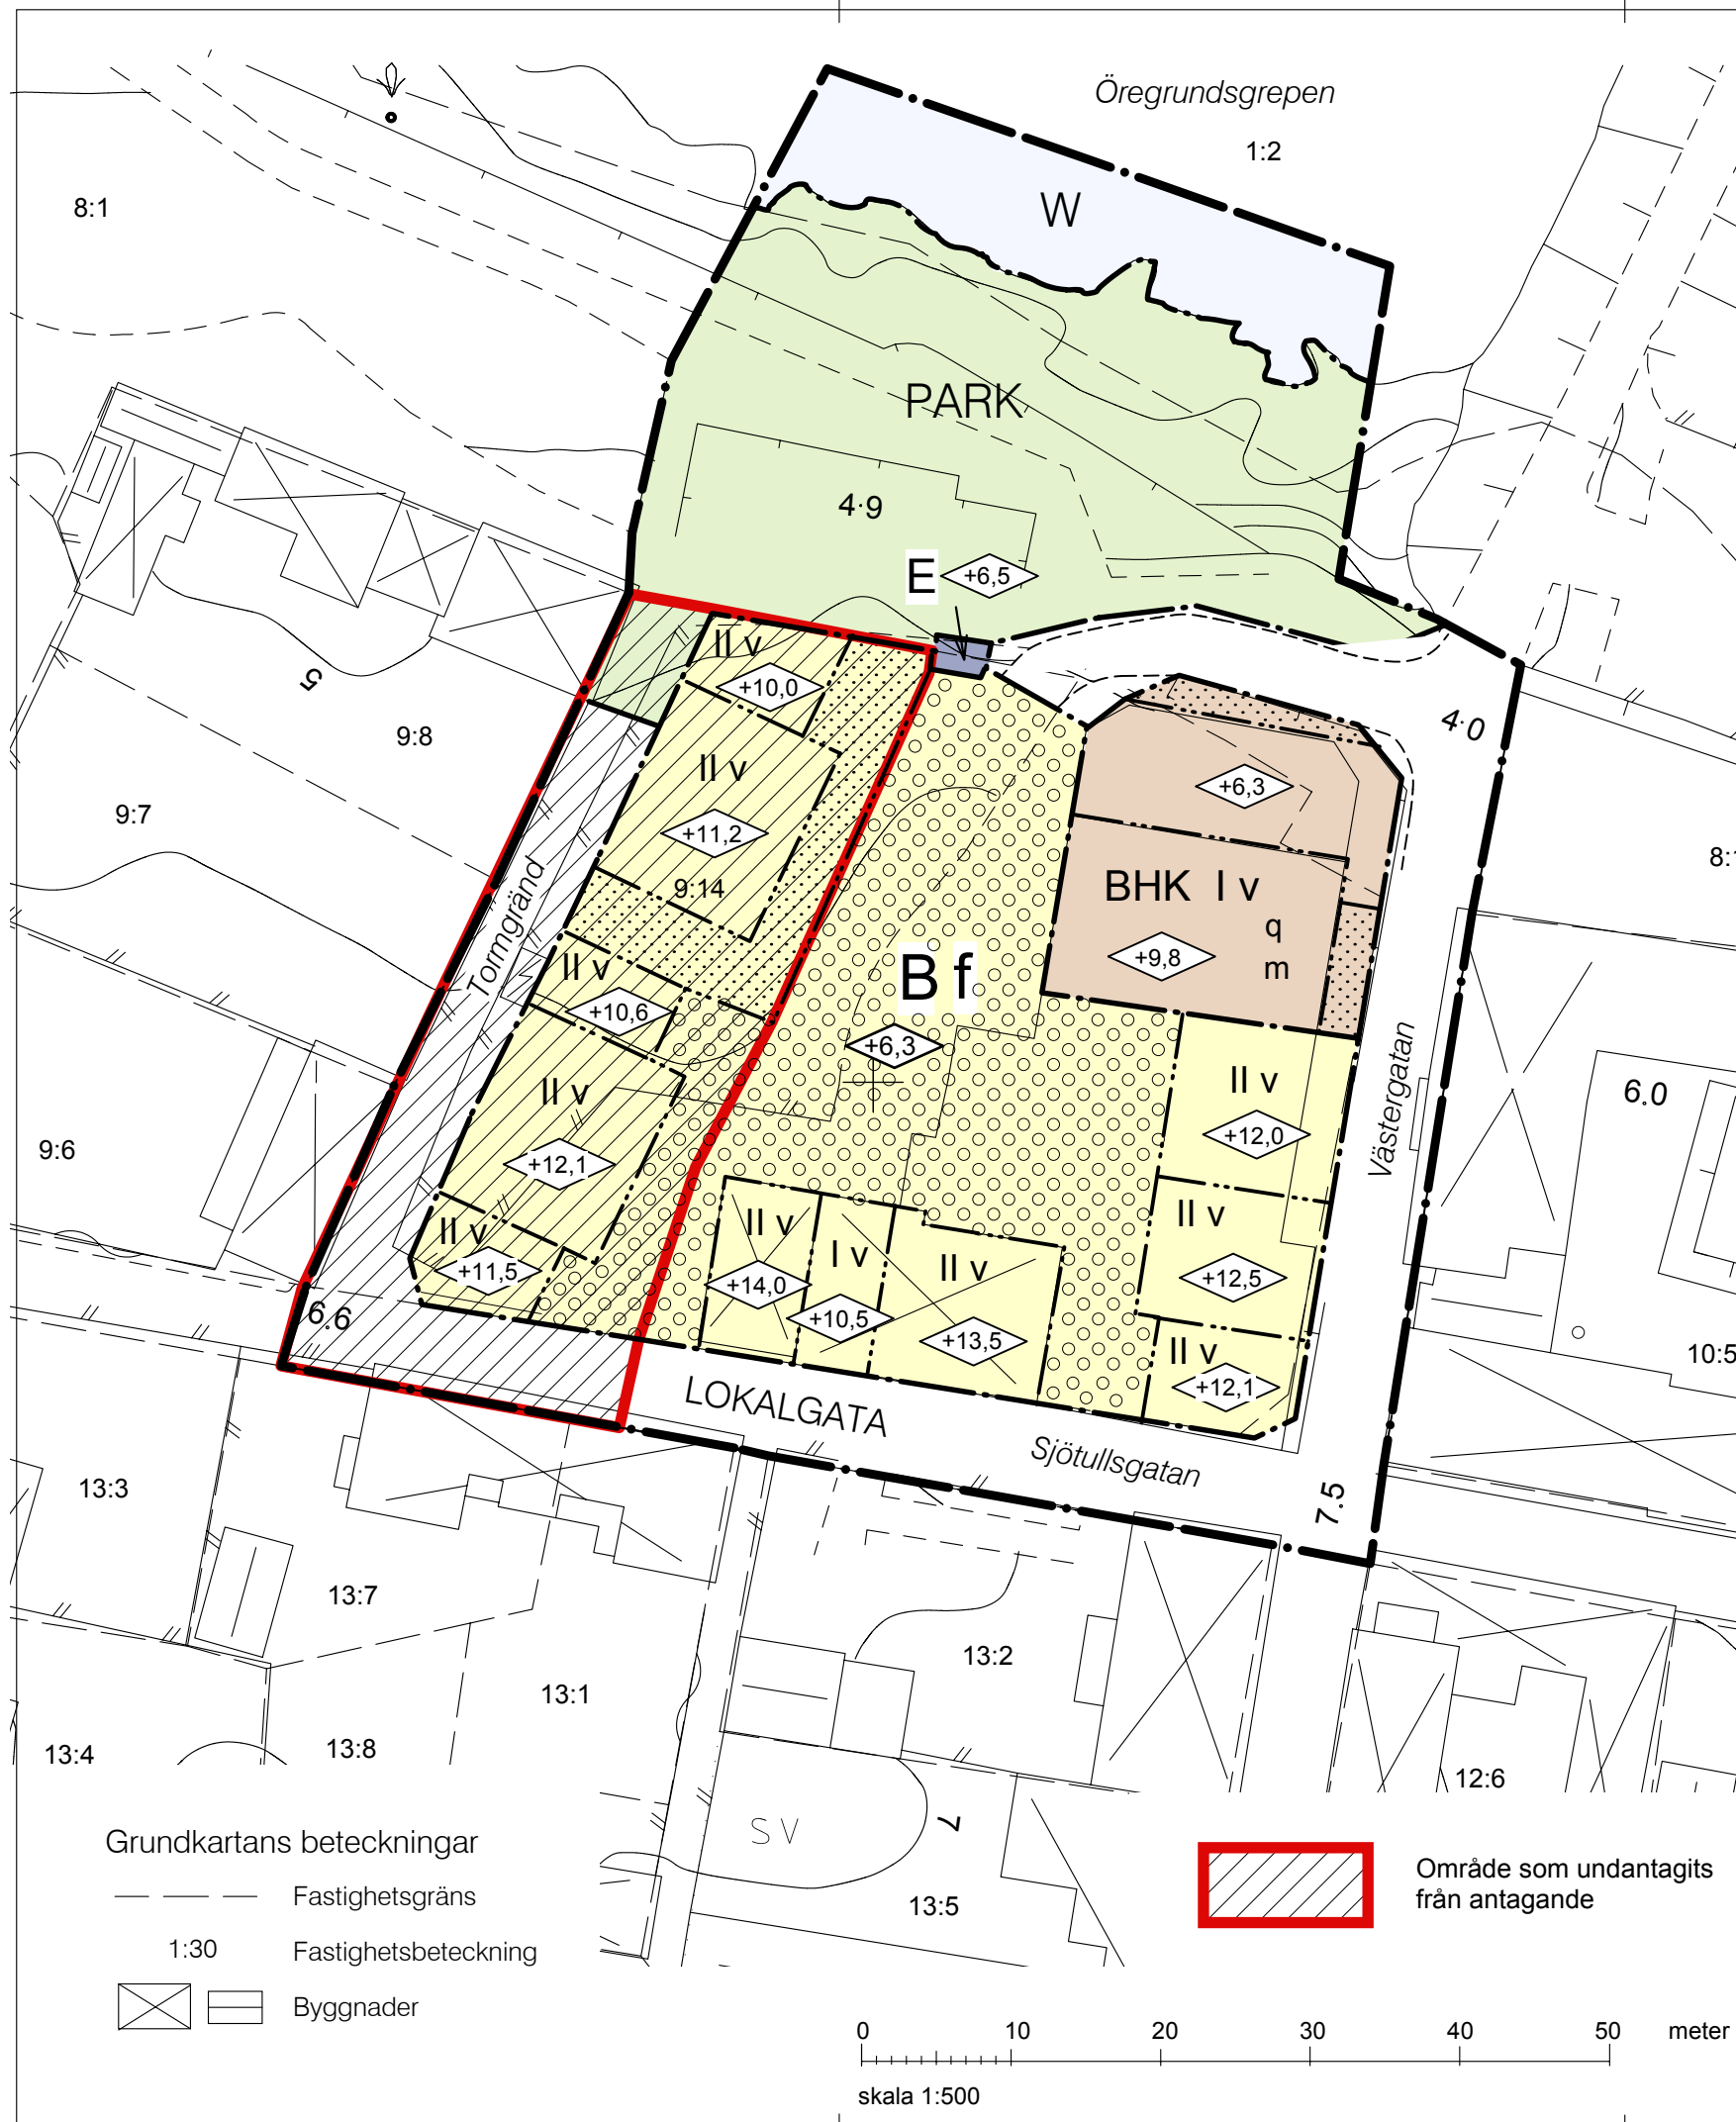 Öregrundsgrepen
1:2
W
8:1
PARK
4·9
E
+6,5
5
9:8
9:7
9:6
II v
+10,0
II v
+11,2
9:14
Tormgränd
II v
+10,6
II v
+12,1
II v
+11,5
6.6
B f
+6,3
4·0
+6,3
BHK I v
q
+9,8
m
8:1
Västergatan
6.0
II v
+12,0
II v
+12,5
II v
+12,1
II v
+14,0
I v
+10,5
II v
+13,5
10:5
LOKALGATA
Sjötullsgatan
7.5
13:3
13:7
13:2
13:1
13:4
13:8
12:6
SV
7
13:5
Grundkartans beteckningar
Fastighetsgräns
1:30 Fastighetsbeteckning
Byggnader
Område som undantagits
från antagande
0 10 20 30 40 50 meter
skala 1:500